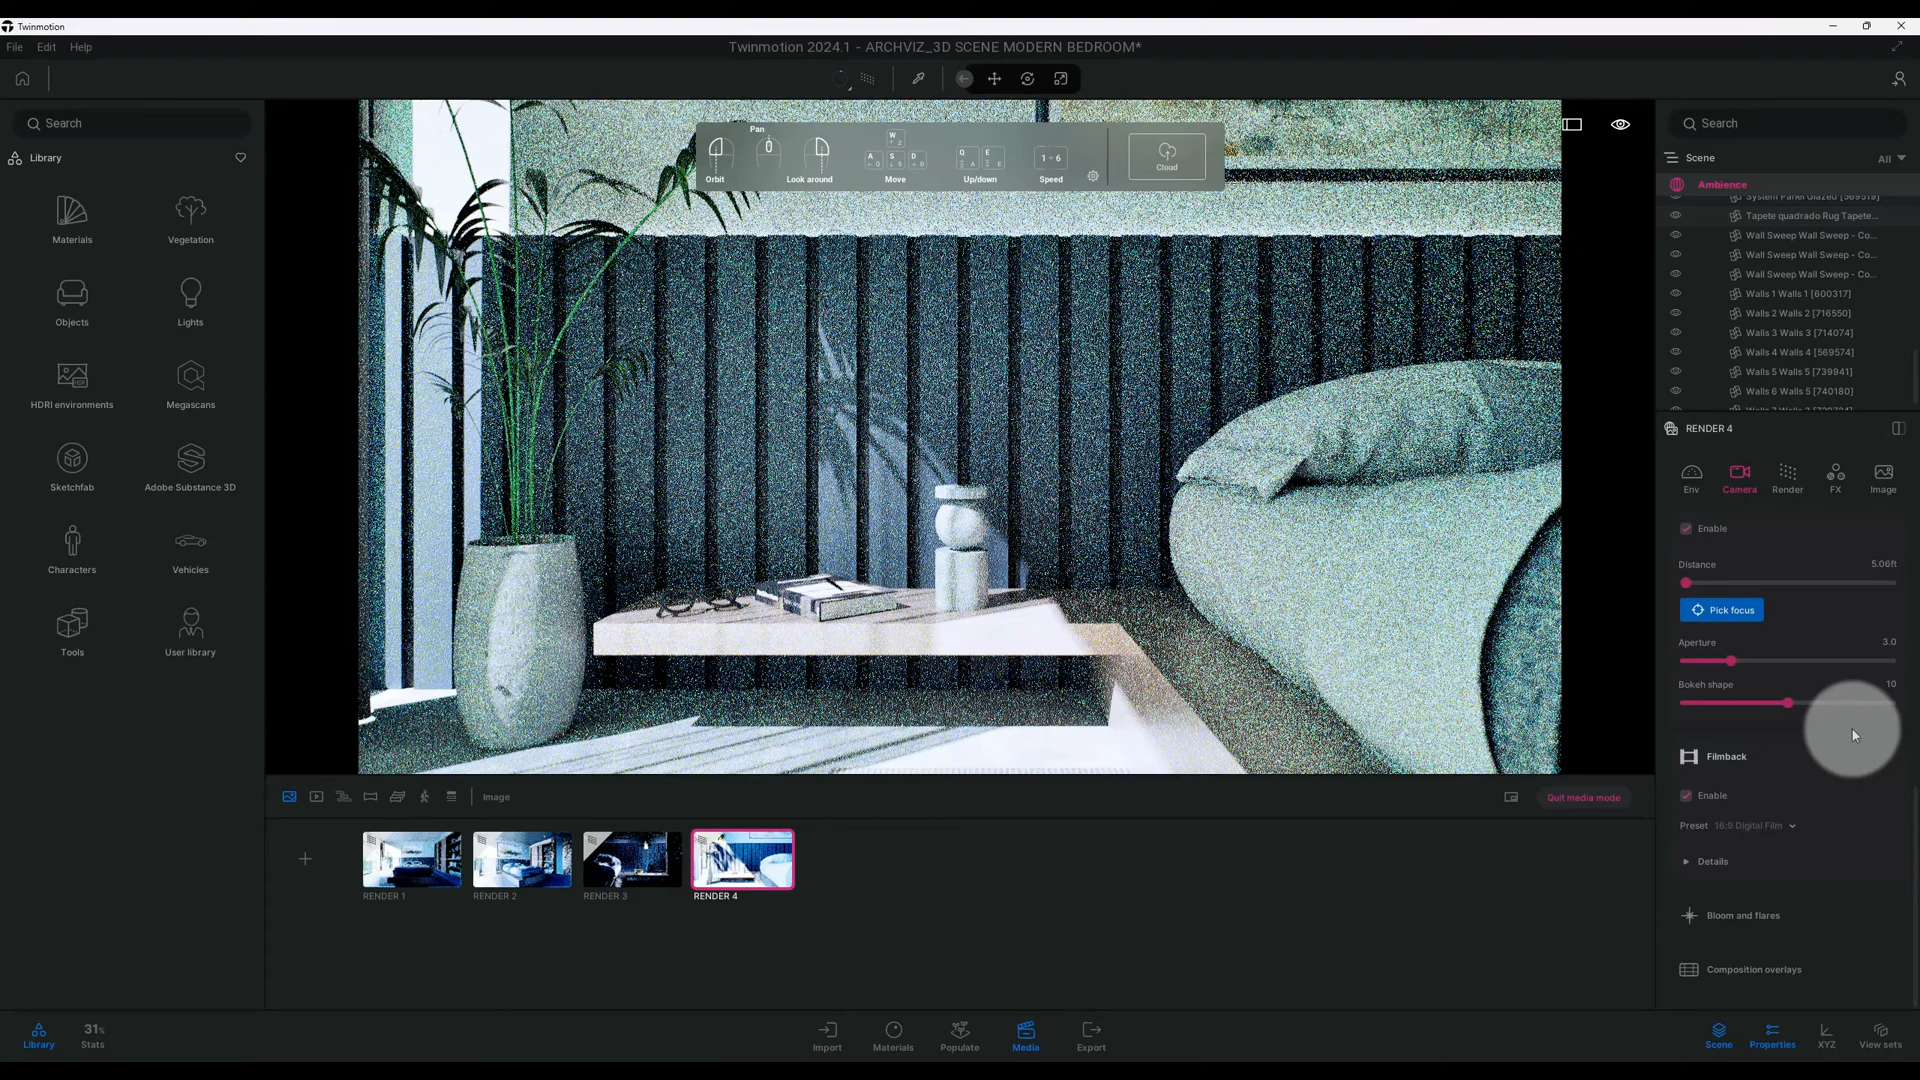 Twinmotion
File Edit Help
Twinmotion 2024.1 - ARCHVIZ_3D SCENE MODERN BEDROOM*
Search
Library
Materials
Vegetation
Objects
Lights
HDRI environments
Megascans
Sketchfab
Adobe Substance 3D
Characters
Vehicles
Tools
User library
Pan
W
A S D
Q E
1 - 6
Orbit
Look around
Move
Up/down
Speed
Cloud
Search
Scene
All
Ambience
System Panel Glazed [569519]
Tapete quadrado Rug Tapete...
Wall Sweep Wall Sweep - Co...
Wall Sweep Wall Sweep - Co...
Wall Sweep Wall Sweep - Co...
Walls 1 Walls 1 [600317]
Walls 2 Walls 2 [716550]
Walls 3 Walls 3 [714074]
Walls 4 Walls 4 [569574]
Walls 5 Walls 5 [739941]
Walls 6 Walls 5 [740180]
RENDER 4
Env
Camera
Render
FX
Image
Enable
Distance 5.06ft
Pick focus
Aperture 3.0
Bokeh shape 10
Filmback
Enable
Preset 16:9 Digital Film
Details
Bloom and flares
Composition overlays
Image
Quit media mode
RENDER 1
RENDER 2
RENDER 3
RENDER 4
Library
31%
Stats
Import
Materials
Populate
Media
Export
Scene
Properties
XYZ
View sets